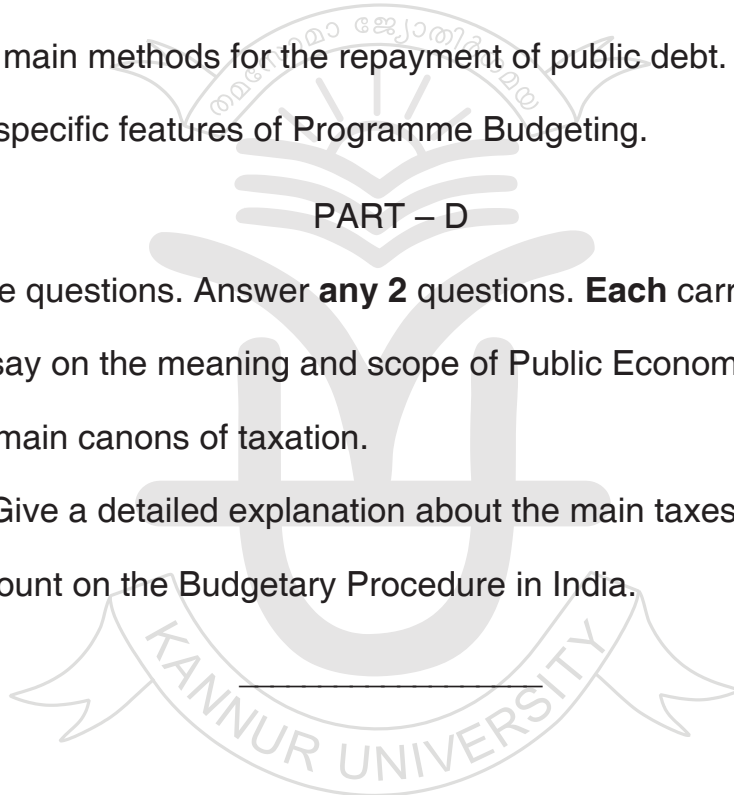 തമസോമാ ജ്യോതിർഗമയ
main methods for the repayment of public debt.
specific features of Programme Budgeting.
PART – D
e questions. Answer any 2 questions. Each carr
say on the meaning and scope of Public Econom
main canons of taxation.
Give a detailed explanation about the main taxes
ount on the Budgetary Procedure in India.
KANNUR UNIVERSITY